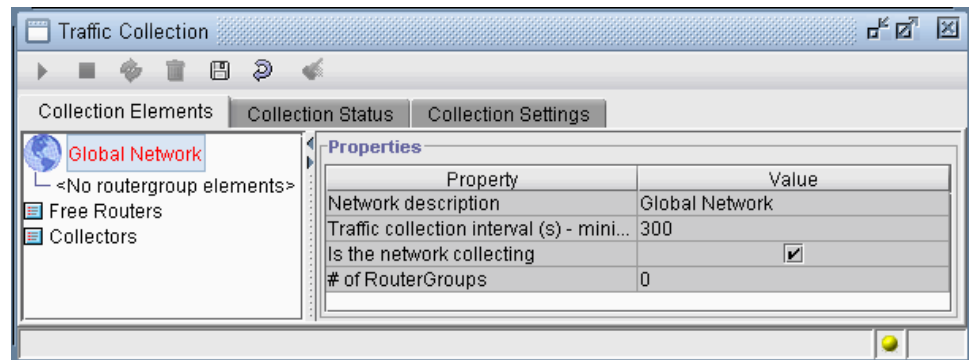 Traffic Collection
Collection Elements Collection Status Collection Settings
Global Network
<No routergroup elements>
Free Routers
Collectors
Properties
Property Value
Network description Global Network
Traffic collection interval (s) - mini... 300
Is the network collecting
# of RouterGroups 0